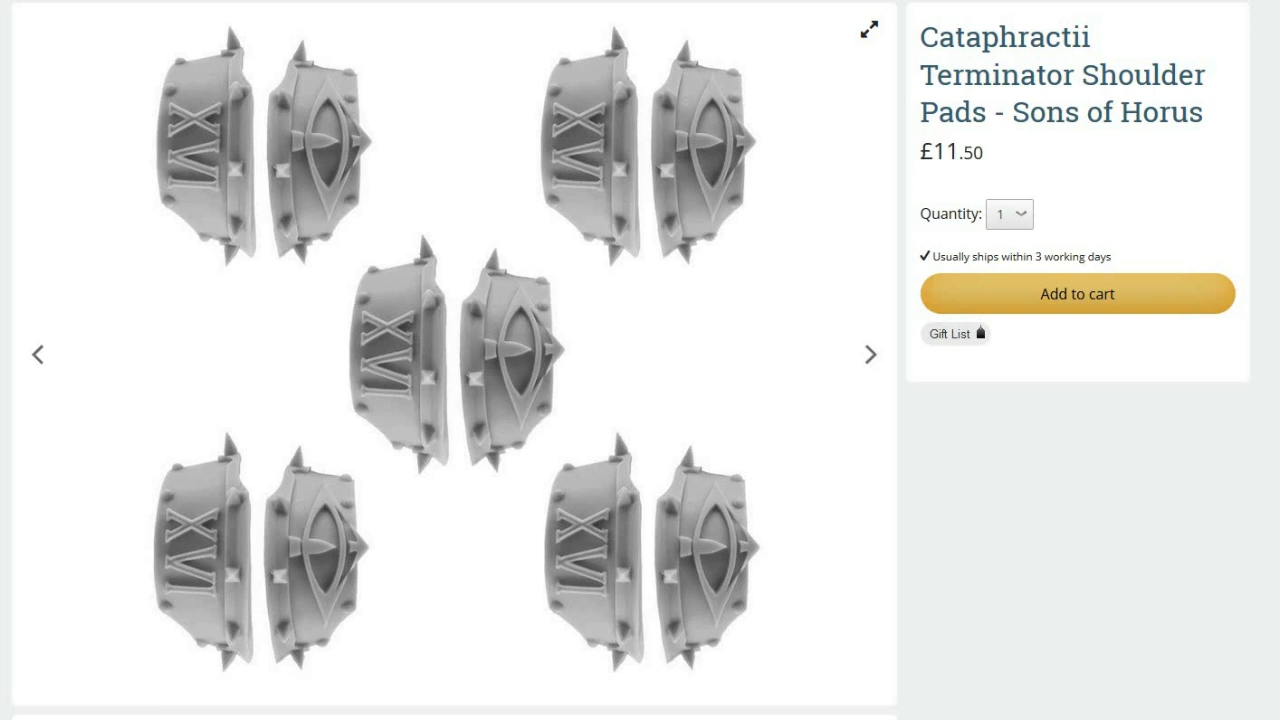 XVI
XVI
XVI
XVI
XVI
Cataphractii
Terminator Shoulder
Pads - Sons of Horus
£11.50
Quantity: 1
Usually ships within 3 working days
Add to cart
Gift List